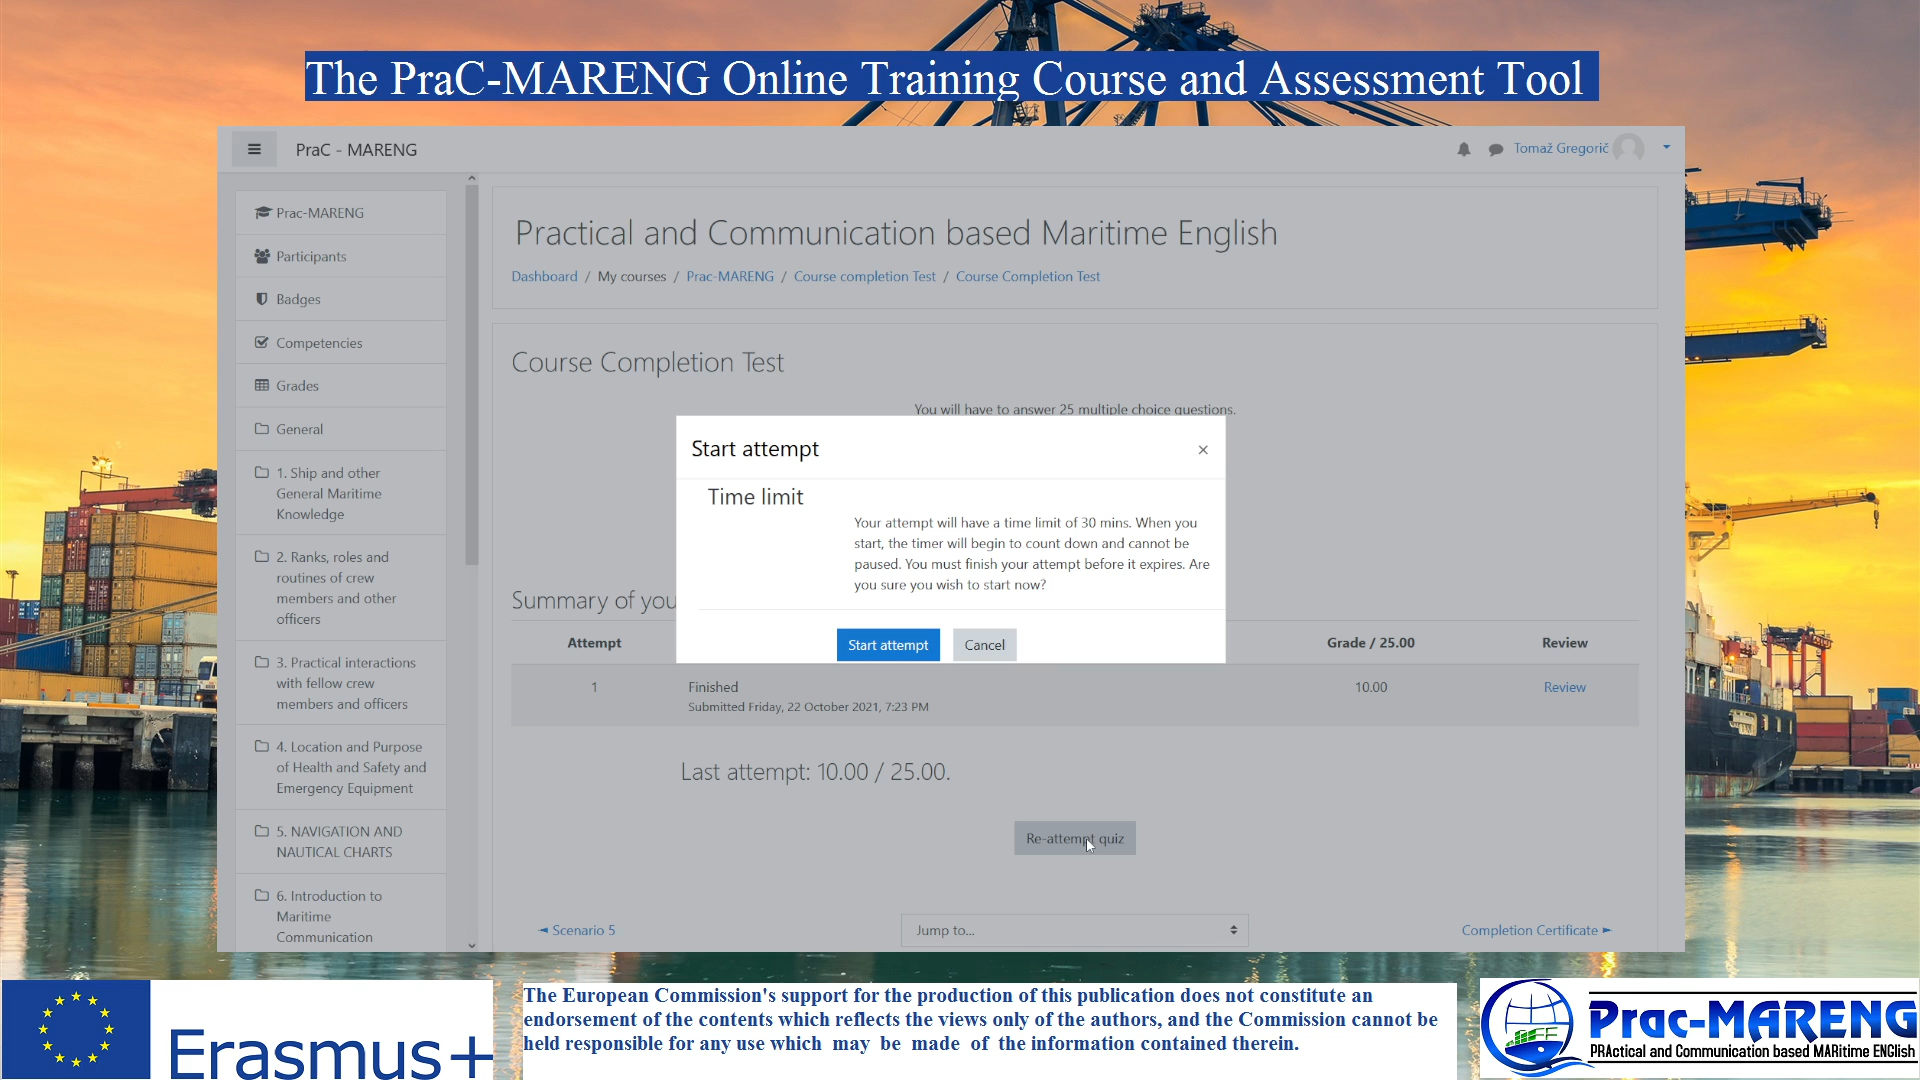 The PraC-MARENG Online Training Course and Assessment Tool
PraC - MARENG
Tomaž Gregorič
Prac-MARENG
Participants
Badges
Competencies
Grades
General
1. Ship and other
General Maritime
Knowledge
2. Ranks, roles and
routines of crew
members and other
officers
3. Practical interactions
with fellow crew
members and officers
4. Location and Purpose
of Health and Safety and
Emergency Equipment
5. NAVIGATION AND
NAUTICAL CHARTS
6. Introduction to
Maritime
Communication
Practical and Communication based Maritime English
Dashboard / My courses / Prac-MARENG / Course completion Test / Course Completion Test
Course Completion Test
You will have to answer 25 multiple choice questions.
Start attempt ×
Time limit
Your attempt will have a time limit of 30 mins. When you
start, the timer will begin to count down and cannot be
paused. You must finish your attempt before it expires. Are
you sure you wish to start now?
Start attempt Cancel
Summary of you
Attempt Grade / 25.00 Review
1 Finished 10.00 Review
Submitted Friday, 22 October 2021, 7:23 PM
Last attempt: 10.00 / 25.00.
Re-attempt quiz
◄ Scenario 5 Jump to... Completion Certificate ►
Erasmus+
The European Commission's support for the production of this publication does not constitute an
endorsement of the contents which reflects the views only of the authors, and the Commission cannot be
held responsible for any use which may be made of the information contained therein.
Prac-MARENG
PRActical and Communication based MARitime ENGlish